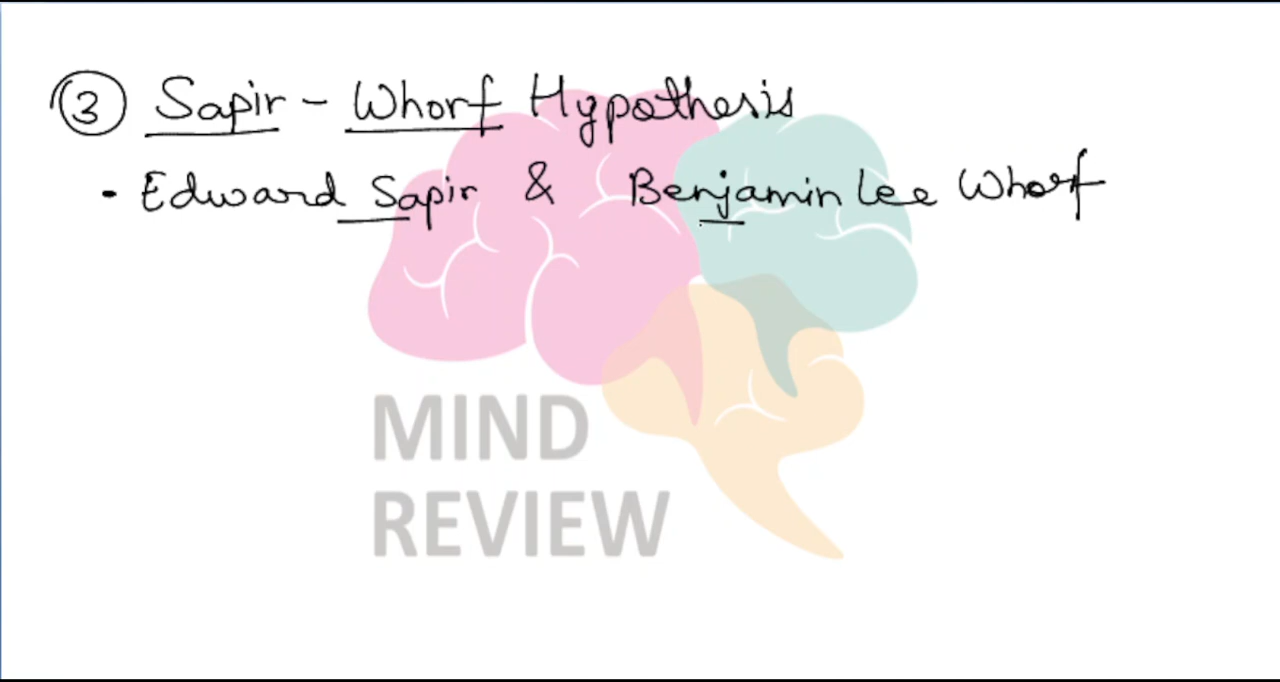 ③ Sapir - Whorf Hypothesis
• Edward Sapir & Benjamin Lee Whorf
MIND
REVIEW